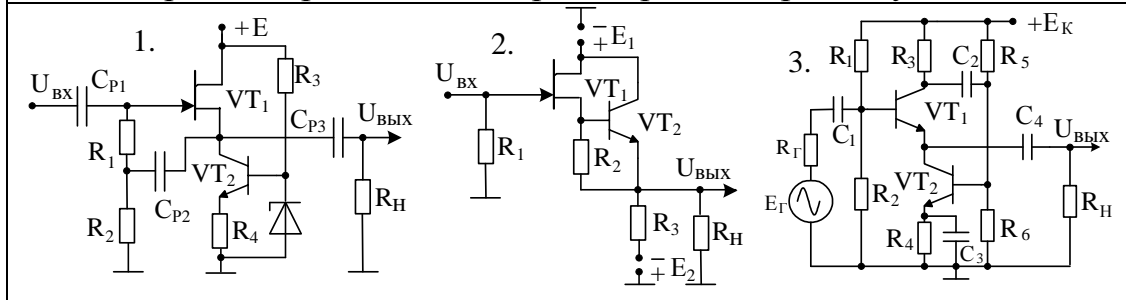 1.
+E
U_ВХ
C_Р1
VT_1
R_3
C_Р3
U_ВЫХ
R_1
VT_2
C_Р2
R_2
R_4
R_Н
2.
− + E_1
U_ВХ
VT_1
VT_2
R_1
R_2
U_ВЫХ
R_3
R_Н
− + E_2
3.
+E_К
R_1
R_3
C_2
R_5
VT_1
C_4
U_ВЫХ
C_1
R_Г
VT_2
E_Г
R_2
R_4
C_3
R_6
R_Н